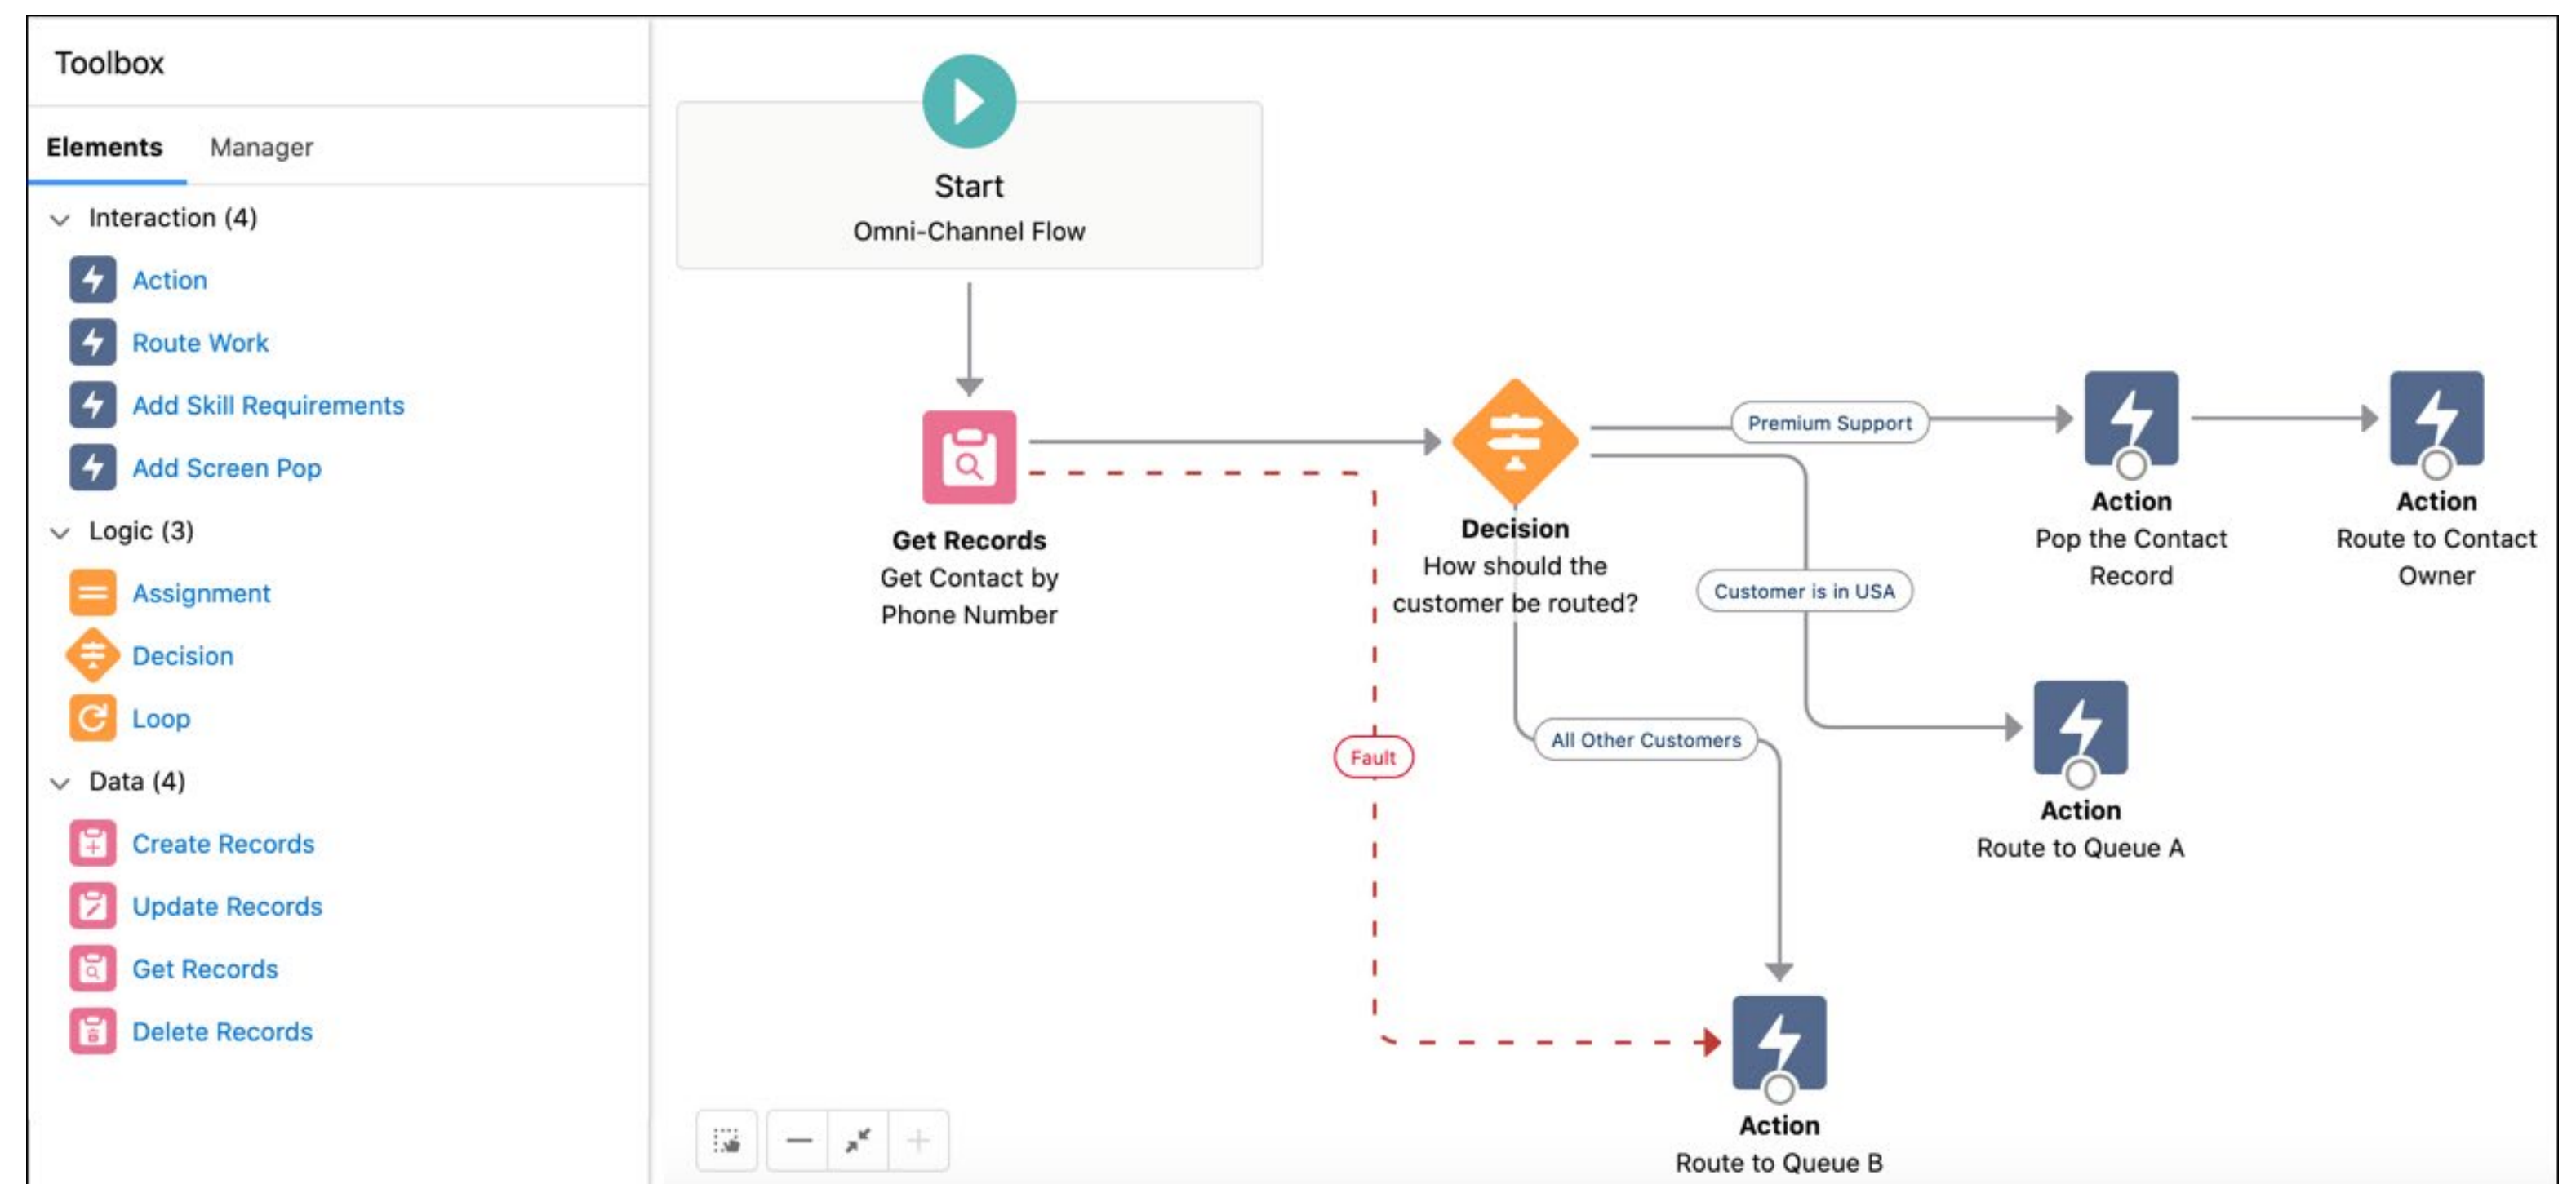 Toolbox
Elements
Manager
Interaction (4)
Action
Route Work
Add Skill Requirements
Add Screen Pop
Logic (3)
Assignment
Decision
Loop
Data (4)
Create Records
Update Records
Get Records
Delete Records
Start
Omni-Channel Flow
Get Records
Get Contact by
Phone Number
Decision
How should the
customer be routed?
Premium Support
Action
Pop the Contact
Record
Action
Route to Contact
Owner
Customer is in USA
Action
Route to Queue A
All Other Customers
Fault
Action
Route to Queue B